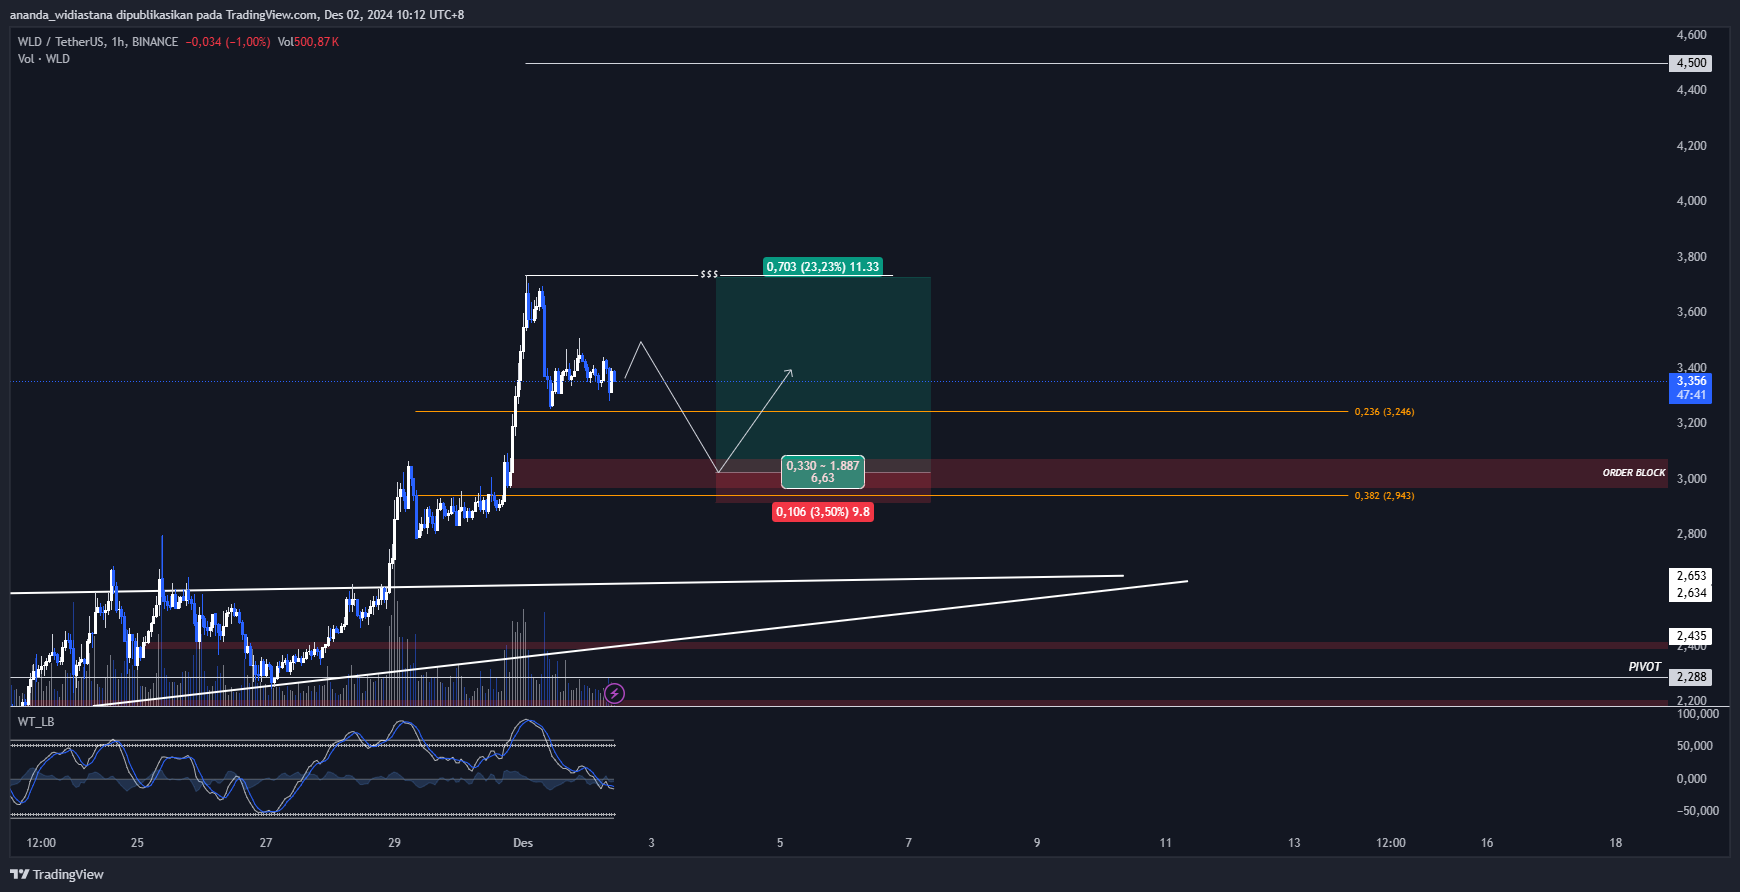 ananda_widiastana dipublikasikan pada TradingView.com, Des 02, 2024 10:12 UTC+8
WLD / TetherUS, 1h, BINANCE −0,034 (−1,00%) Vol500,87K
Vol · WLD
4,600
4,500
4,400
4,200
4,000
3,800
$$$
0,703 (23,23%) 11.33
3,600
3,400
3,356
47:41
0,236 (3,246)
3,200
0,330 ~ 1.887
6,63
ORDER BLOCK
3,000
0,382 (2,943)
0,106 (3,50%) 9.8
2,800
2,653
2,634
2,435
2,400
PIVOT
2,288
2,200
WT_LB
100,000
50,000
0,000
−50,000
12:00 25 27 29 Des 3 5 7 9 11 13 12:00 16 18
TradingView